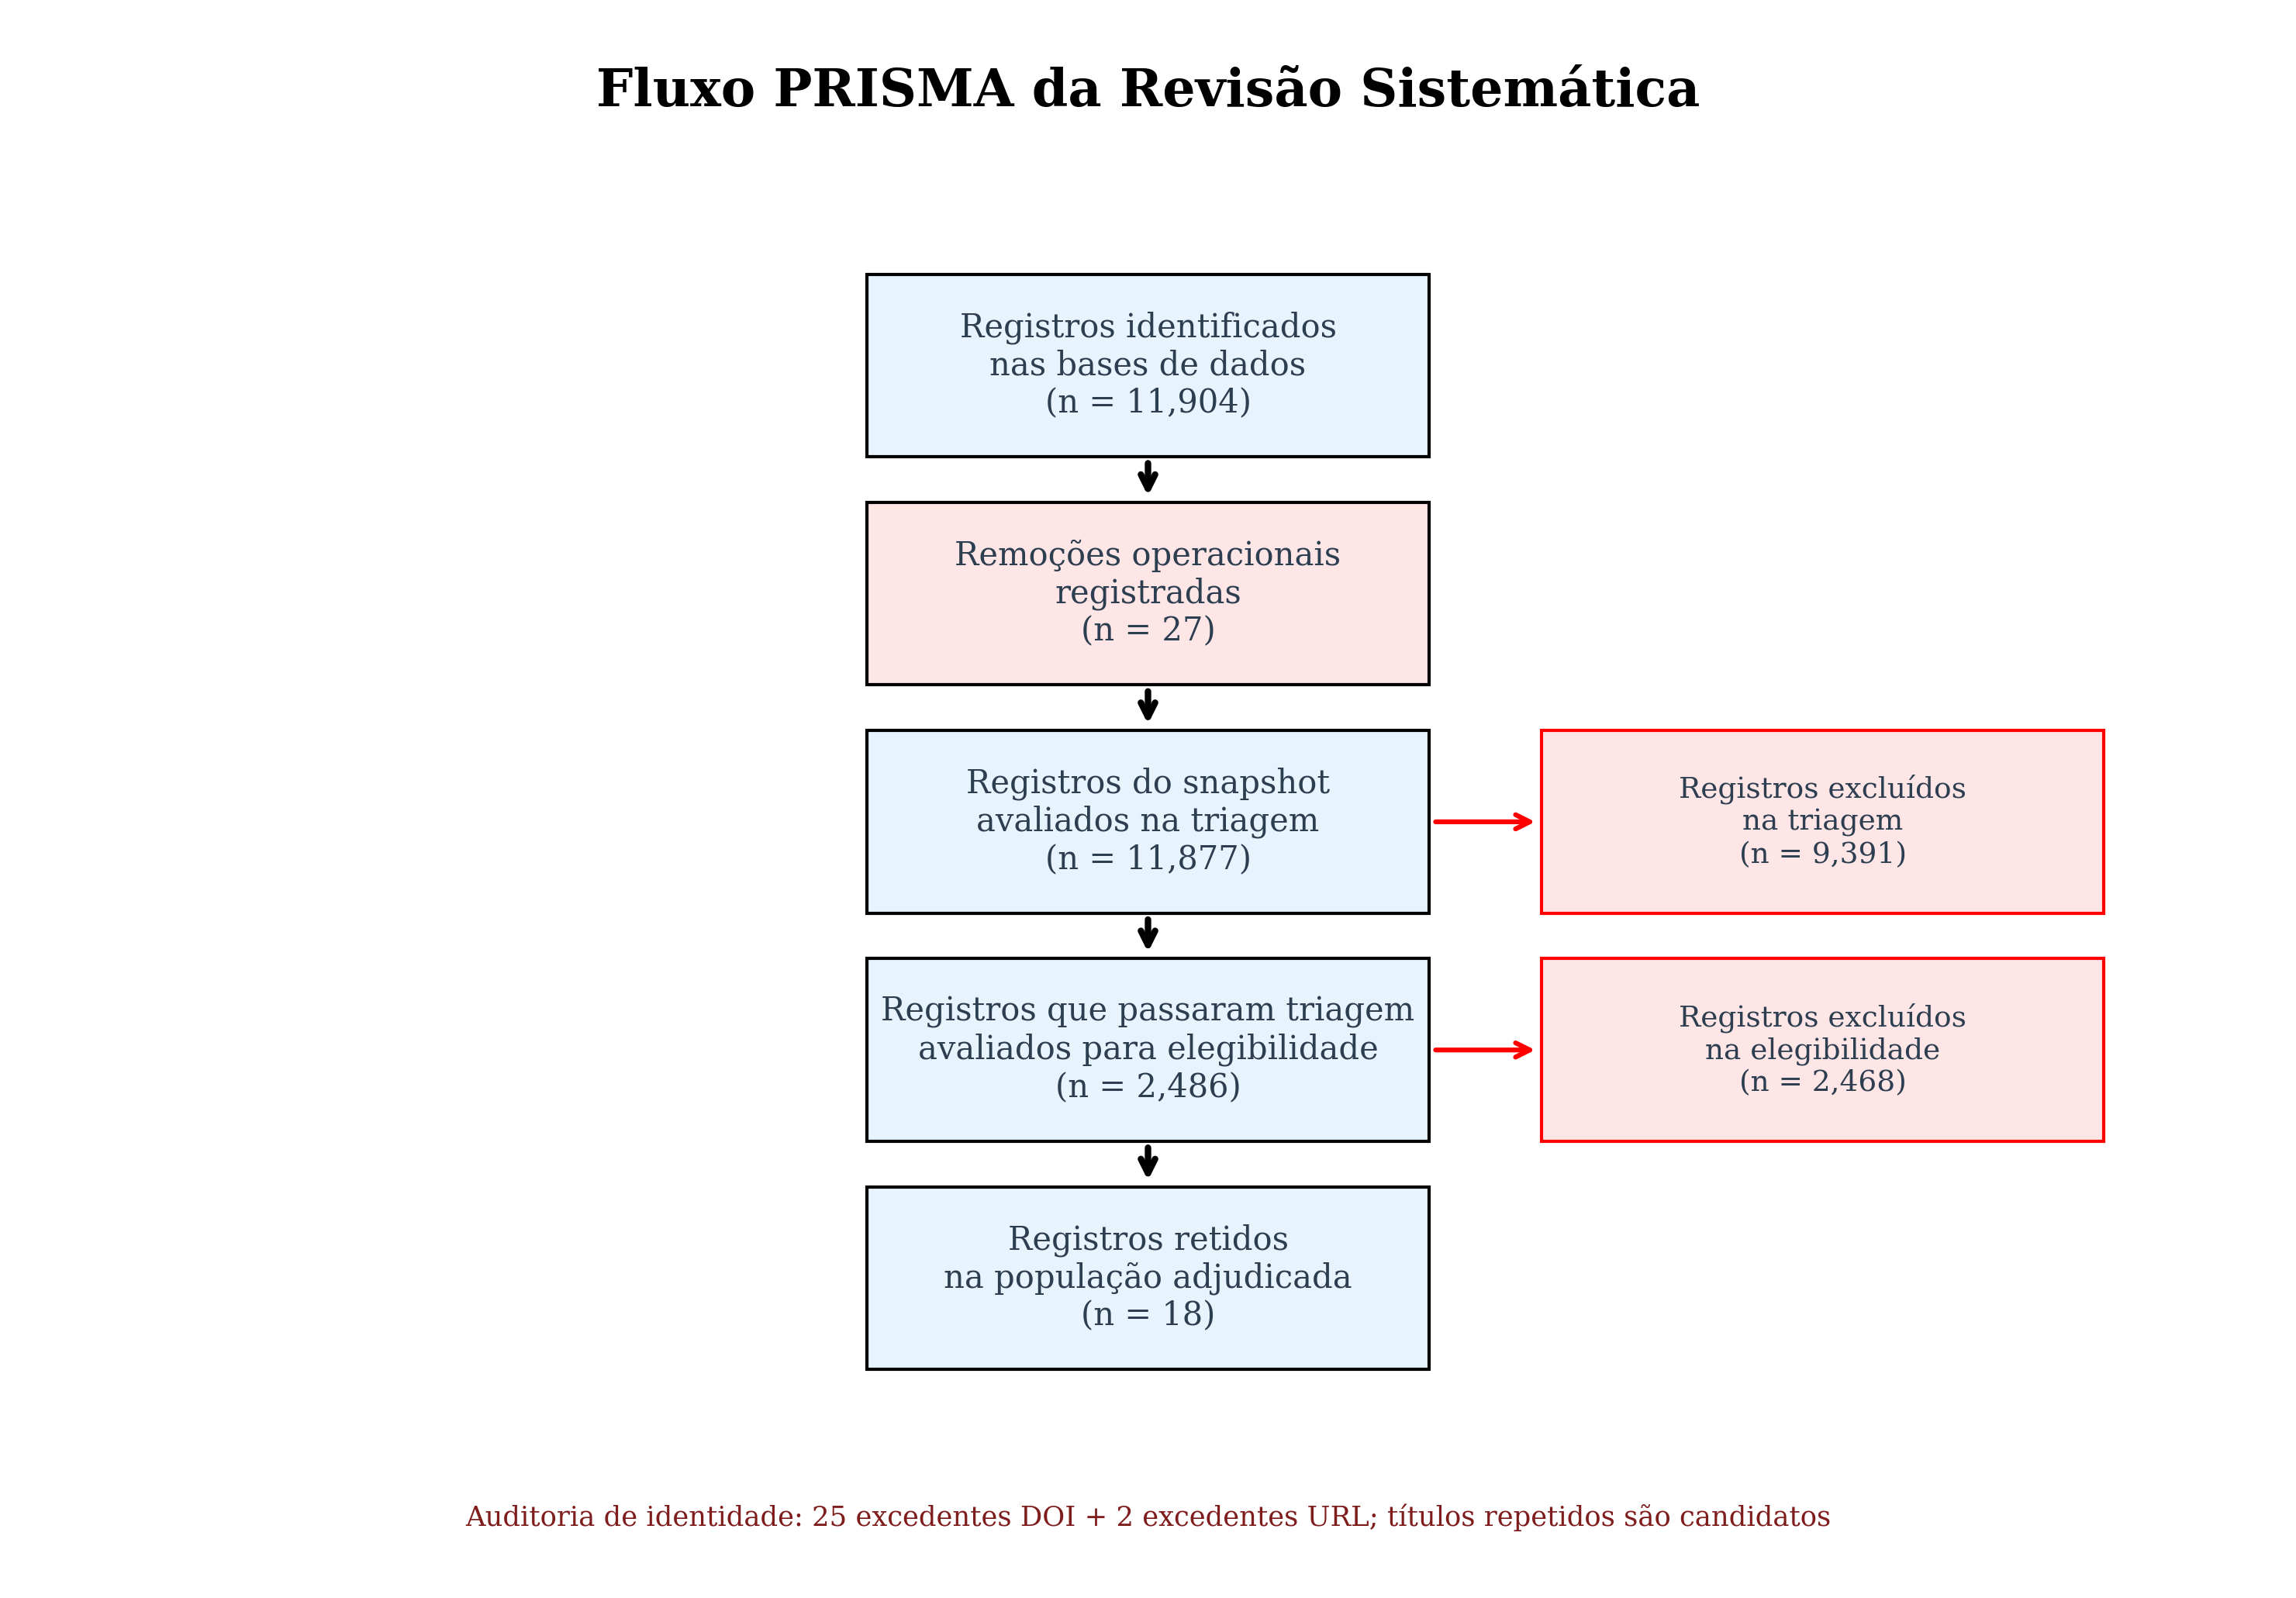 Fluxo PRISMA da Revisão Sistemática
Registros identificados
nas bases de dados
(n = 11,904)
Remoções operacionais
registradas
(n = 27)
Registros do snapshot
avaliados na triagem
(n = 11,877)
Registros excluídos
na triagem
(n = 9,391)
Registros que passaram triagem
avaliados para elegibilidade
(n = 2,486)
Registros excluídos
na elegibilidade
(n = 2,468)
Registros retidos
na população adjudicada
(n = 18)
Auditoria de identidade: 25 excedentes DOI + 2 excedentes URL; títulos repetidos são candidatos